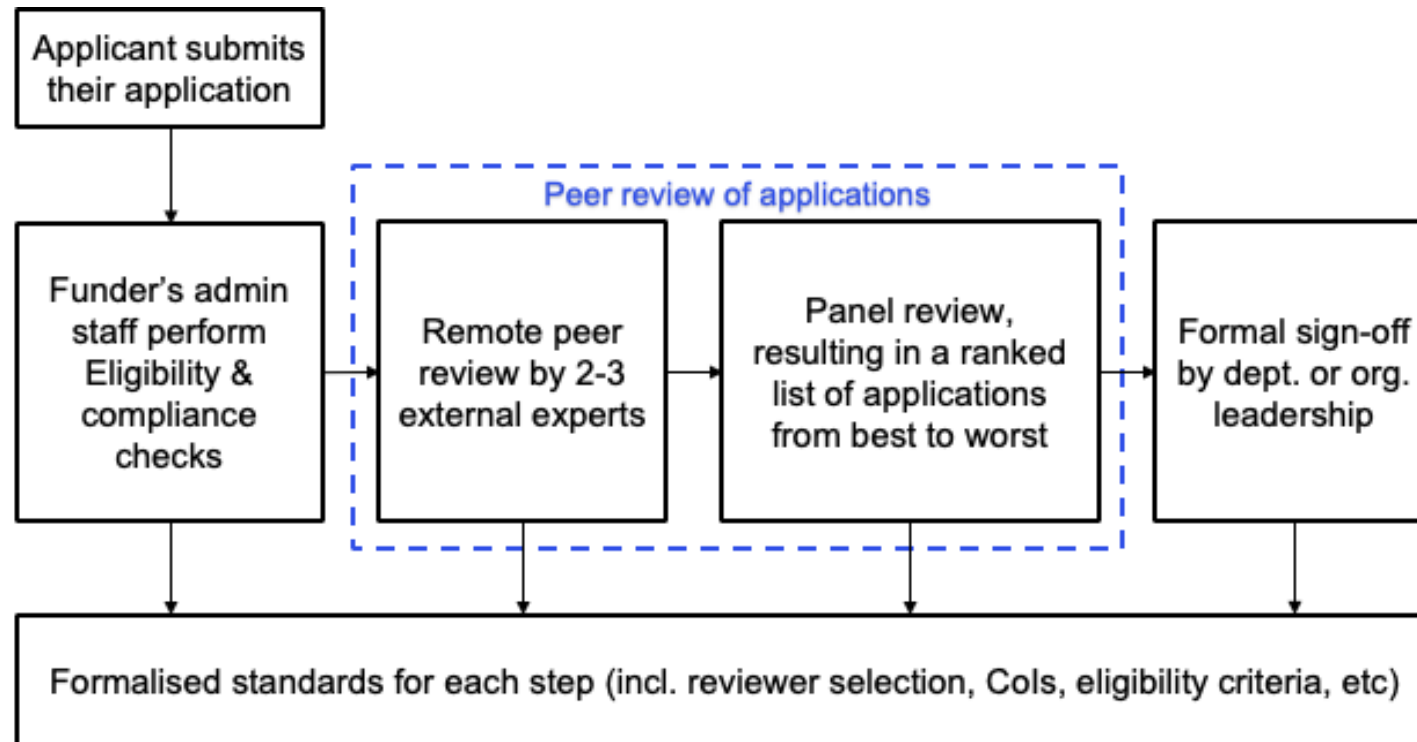 Applicant submits
their application
Peer review of applications
Funder's admin
staff perform
Eligibility &
compliance
checks
Remote peer
review by 2-3
external experts
Panel review,
resulting in a ranked
list of applications
from best to worst
Formal sign-off
by dept. or org.
leadership
Formalised standards for each step (incl. reviewer selection, CoIs, eligibility criteria, etc)